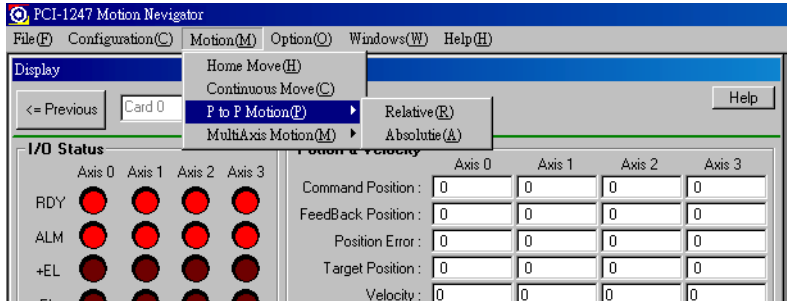 PCI-1247 Motion Nevigator
File(F) Configuration(C) Motion(M) Option(O) Windows(W) Help(H)
Display
Home Move(H)
Continuous Move(C)
P to P Motion(P)
MultiAxis Motion(M)
Relative(R)
Absolutie(A)
<= Previous Card 0 Help
I/O Status
Axis 0 Axis 1 Axis 2 Axis 3
RDY
ALM
+EL
Axis 0 Axis 1 Axis 2 Axis 3
Command Position : 0 0 0 0
FeedBack Position : 0 0 0 0
Position Error : 0 0 0 0
Target Position : 0 0 0 0
Velocity : 0 0 0 0